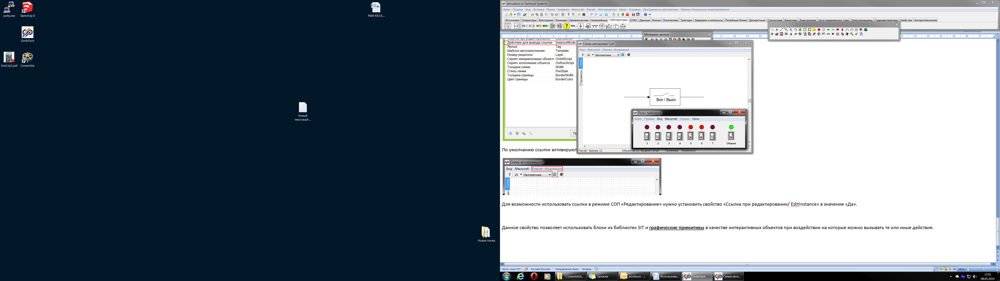 putty.exe
SketchUp 8
SimInTech
SimCity5.pdf
Convertilla
РБМ-К9.С6....
Новый
текстовый ...
Новая папка
Simulation In Technical Systems
Файл Правка Вид Вставка Поиск Графика Масштаб Расчёт Инструменты Окно Справка Инструменты автоматики Режим: Локальное моделирование
Источники Операторы Векторные Функции Динамические Нелинейные Субструктуры СПАУ Данные Ключи Логические Триггеры Задержки и импульсы Релейные блоки Дискретные Статистика Кинетика Электроника Сети переменного тока Электромашины Гидроавтоматика Свойства Алгоритмические
Менеджер данных
Действие для вывода ссылки InstanceMode
Ярлык Tag
Шаблон автозаполнения Template
Номер решателя Layer
Скрипт инициализации объекта OnInitScript
Скрипт исполнения объекта OnRunScript
Толщина линии Width
Стиль линии PenStyle
Толщина границы BorderWidth
Цвет границы BorderColor
Схема автоматики 7.prt
Вид Масштаб Режим: Индикация
Автоматика
Схема
Параметры
Вкл / Выкл
Пульт тумблеров
Файл Правка Вид Масштаб Сервис Окно
1 2 3 4 5 6 7 Общий
Расчёт Время: 11 Объектов 12 Выделе Сетка Привязка Изменено
По умолчанию ссылки активируют
Схема автоматики.prt
Вид Масштаб Режим: Индикация
Автоматика
Схема
ры
Для возможности использовать ссылки в режиме СОП «Редактирование» нужно установить свойство «Ссылка при редактировании/ EditInstance» в значение «Да».
Данное свойство позволяет использовать блоки из библиотек SIT и графические примитивы в качестве интерактивных объектов при воздействии на которые можно вызывать те или иные действия.
Число слов: 573 Русский (Россия) Исправления: Выкл. Вставка 140%
C:\Users\lich... Записки pochta.ru - ... Использова... SimInTech Схема авто... Ru 17:01
08.05.2014